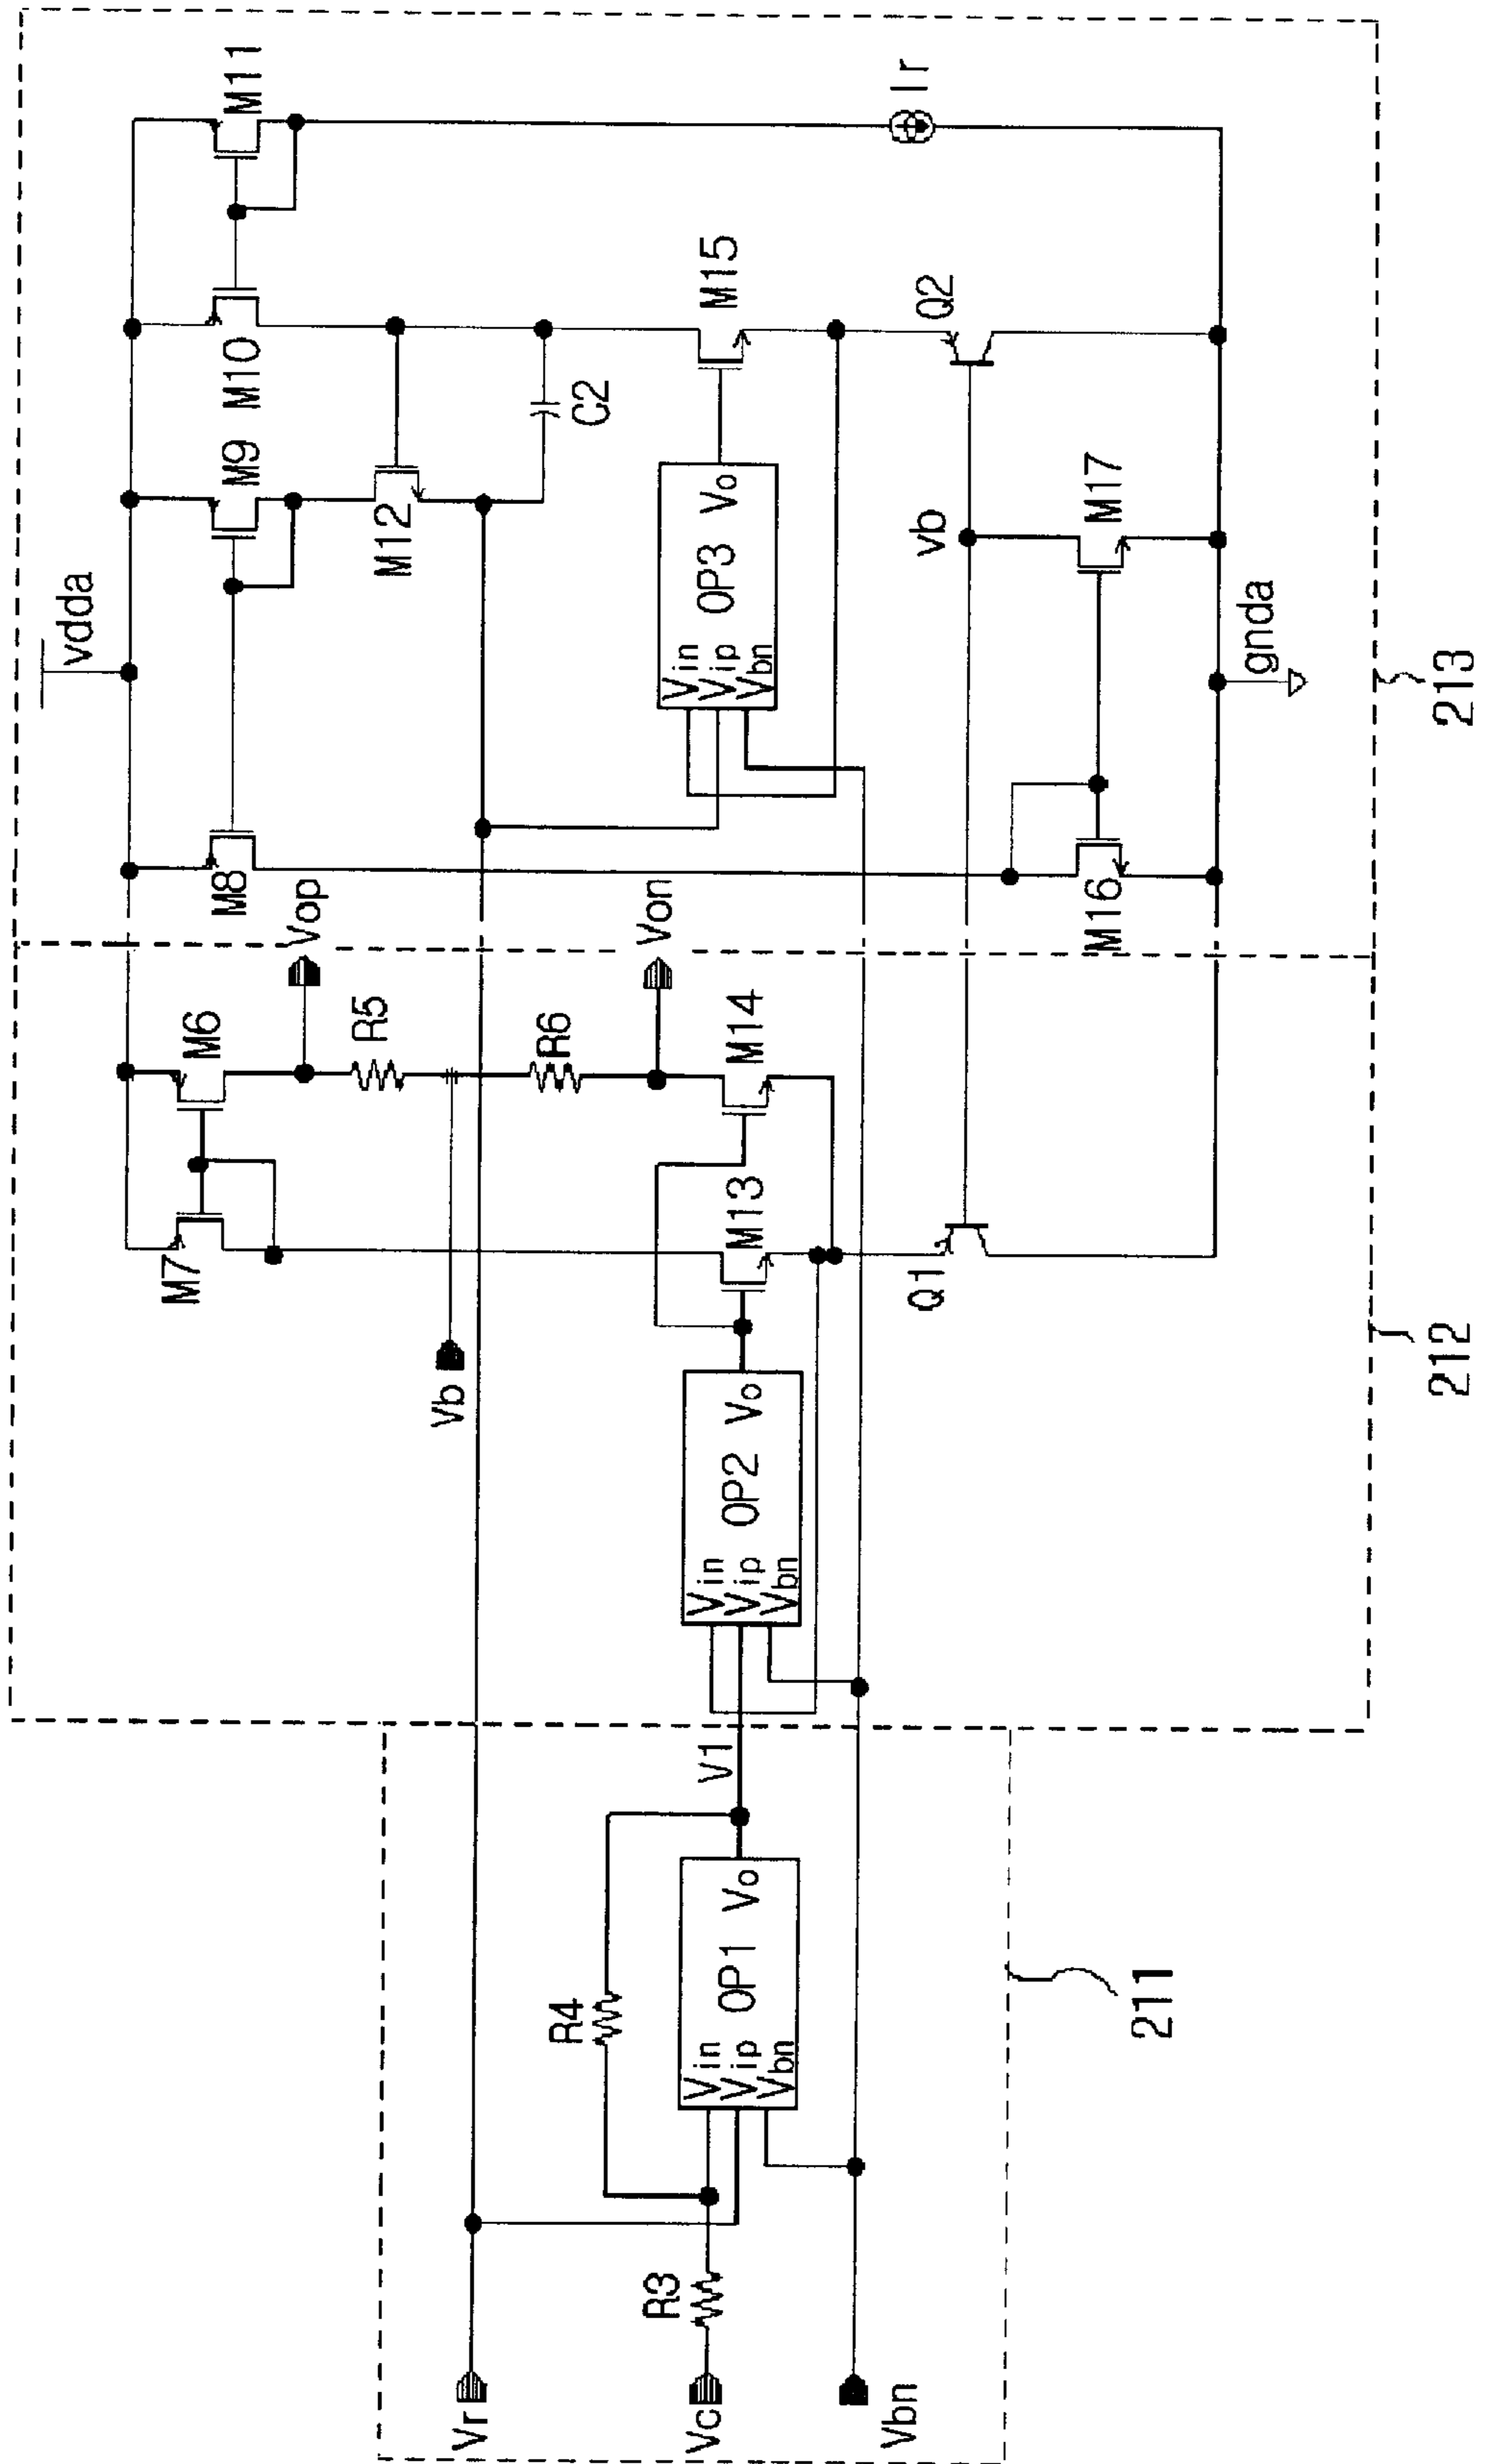 vdda
M11
M10
M9
M8
M12
C2
Ir
M15
Vin
Vip
Vbn
OP3
Vo
Q2
vb
M17
M16
gnda
213
M7
M6
Vop
R5
Vb
R6
Von
M13
M14
Vin
Vip
Vbn
OP2
Vo
Q1
212
V1
R4
Vin
Vip
Vbn
OP1
Vo
R3
Vr
Vc
Vbn
211